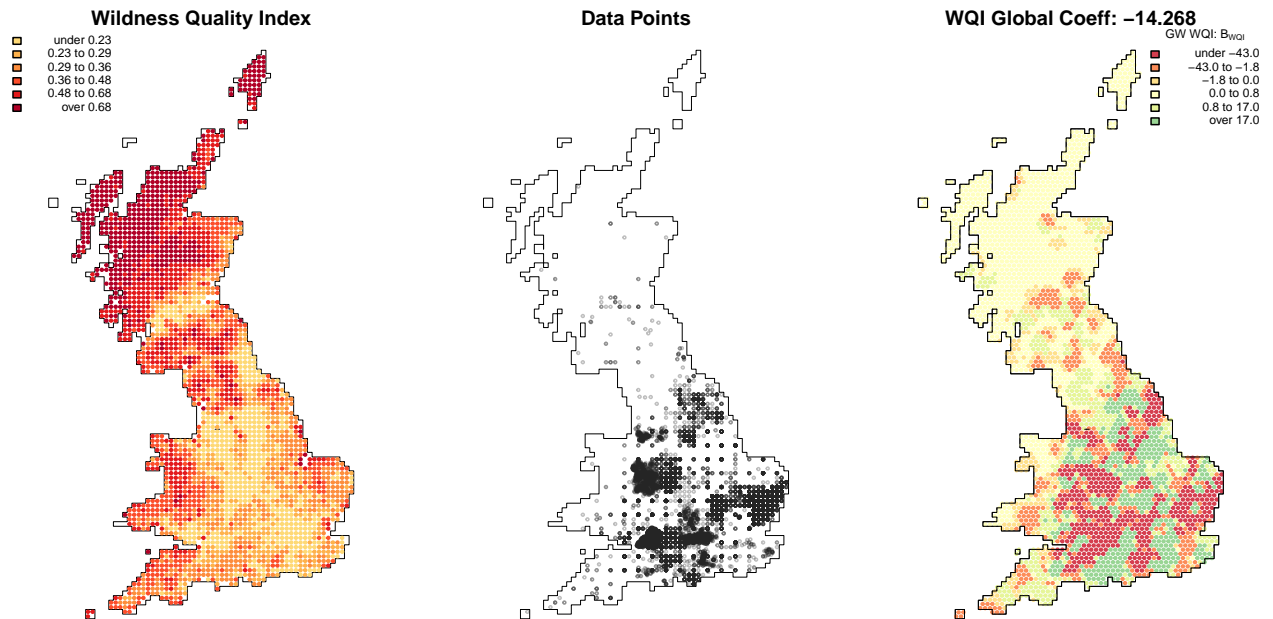 Wildness Quality Index
under 0.23
0.23 to 0.29
0.29 to 0.36
0.36 to 0.48
0.48 to 0.68
over 0.68
Data Points
WQI Global Coeff: −14.268
GW WQI: BWQI
under −43.0
−43.0 to −1.8
−1.8 to 0.0
0.0 to 0.8
0.8 to 17.0
over 17.0